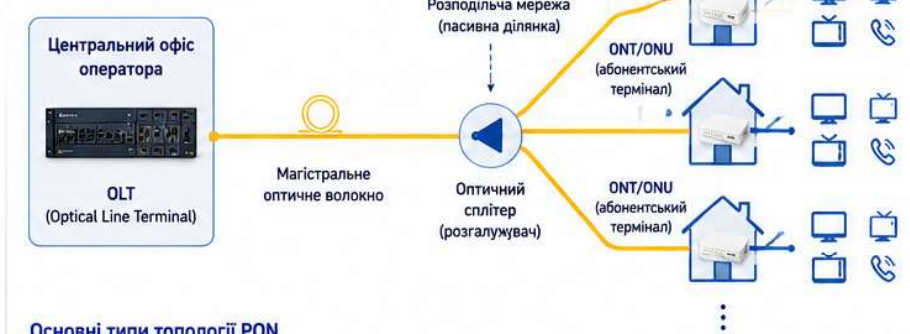 Розподільча мережа
(пасивна ділянка)
Центральний офіс
оператора
ONT/ONU
(абонентський
термінал)
Магістральне
оптичне волокно
Оптичний
сплітер
(розгалужувач)
OLT
(Optical Line Terminal)
ONT/ONU
(абонентський
термінал)
Основні типи топології PON